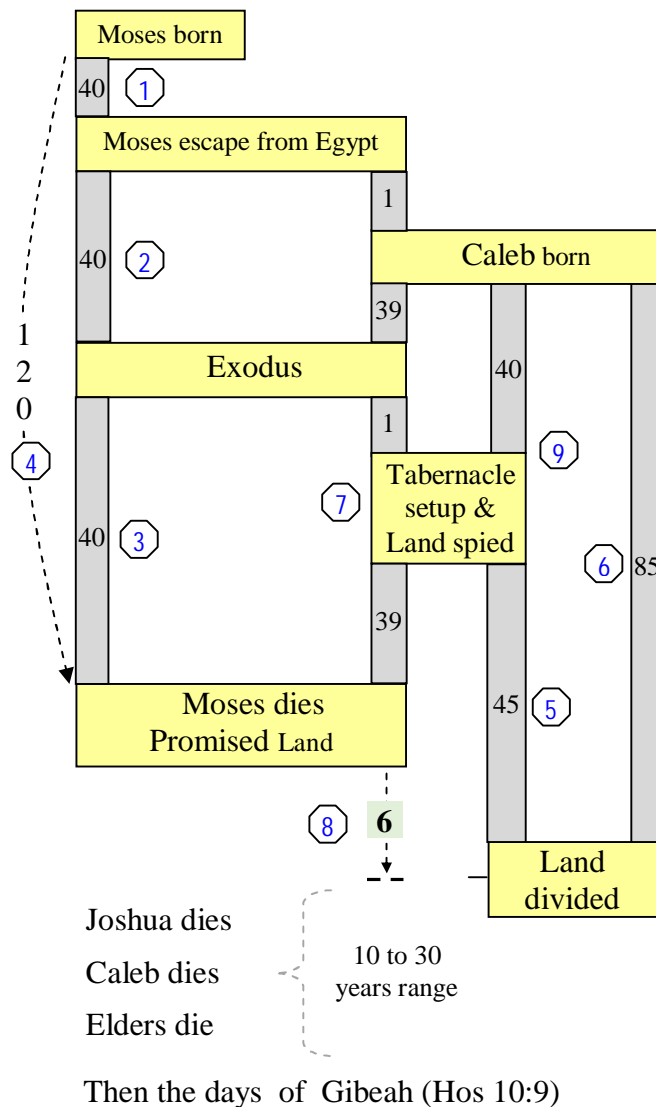 Moses born
40 1
Moses escape from Egypt
1
Caleb born
40 2
39
Exodus
40
1
120
9
4
7
Tabernacle
setup &
Land spied
40 3
6 85
39
Moses dies
Promised Land
45 5
8 6
Land
divided
Joshua dies
Caleb dies
Elders die
10 to 30
years range
Then the days of Gibeah (Hos 10:9)